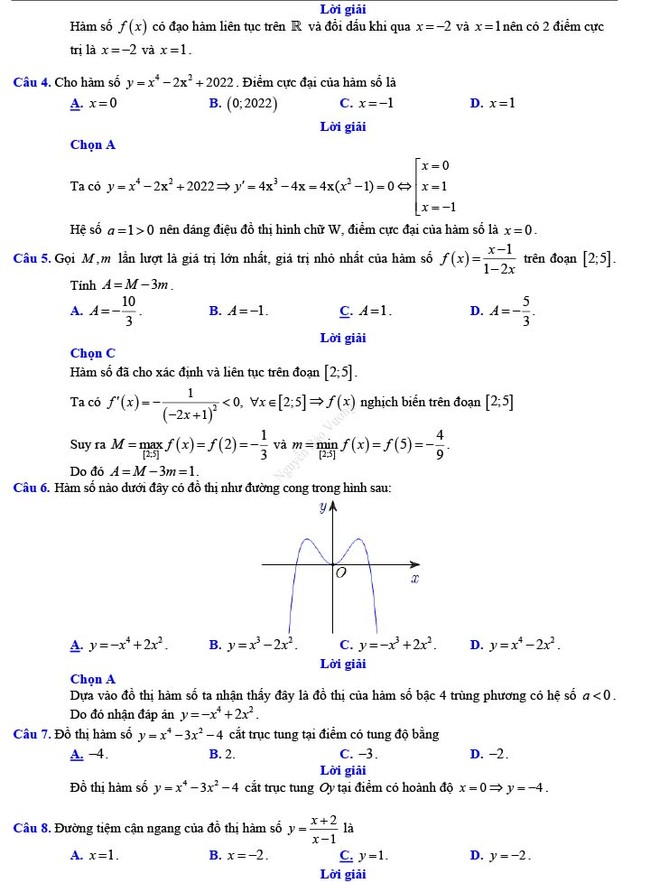 Lời giải
Hàm số f(x) có đạo hàm liên tục trên ℝ và đổi dấu khi qua x = −2 và x = 1 nên có 2 điểm cực
trị là x = −2 và x = 1.
Câu 4. Cho hàm số y = x⁴ − 2x² + 2022. Điểm cực đại của hàm số là
A. x = 0 B. (0; 2022) C. x = −1 D. x = 1
Lời giải
Chọn A
Ta có y = x⁴ − 2x² + 2022 ⇒ y' = 4x³ − 4x = 4x(x² − 1) = 0 ⇔ [ x = 0
x = 1
x = −1
Hệ số a = 1 > 0 nên dáng điệu đồ thị hình chữ W, điểm cực đại của hàm số là x = 0.
Câu 5. Gọi M, m lần lượt là giá trị lớn nhất, giá trị nhỏ nhất của hàm số f(x) = (x−1)/(1−2x) trên đoạn [2;5].
Tính A = M − 3m.
A. A = −10/3. B. A = −1. C. A = 1. D. A = −5/3.
Lời giải
Chọn C
Hàm số đã cho xác định và liên tục trên đoạn [2;5].
Ta có f'(x) = −1/(−2x+1)² < 0, ∀x ∈ [2;5] ⇒ f(x) nghịch biến trên đoạn [2;5]
Suy ra M = max f(x) = f(2) = −1/3 và m = min f(x) = f(5) = −4/9.
[2;5] [2;5]
Do đó A = M − 3m = 1.
Câu 6. Hàm số nào dưới đây có đồ thị như đường cong trong hình sau:
y
O
x
A. y = −x⁴ + 2x². B. y = x³ − 2x². C. y = −x³ + 2x². D. y = x⁴ − 2x².
Lời giải
Chọn A
Dựa vào đồ thị hàm số ta nhận thấy đây là đồ thị của hàm số bậc 4 trùng phương có hệ số a < 0.
Do đó nhận đáp án y = −x⁴ + 2x².
Câu 7. Đồ thị hàm số y = x⁴ − 3x² − 4 cắt trục tung tại điểm có tung độ bằng
A. −4. B. 2. C. −3. D. −2.
Lời giải
Đồ thị hàm số y = x⁴ − 3x² − 4 cắt trục tung Oy tại điểm có hoành độ x = 0 ⇒ y = −4.
Câu 8. Đường tiệm cận ngang của đồ thị hàm số y = (x+2)/(x−1) là
A. x = 1. B. x = −2. C. y = 1. D. y = −2.
Lời giải